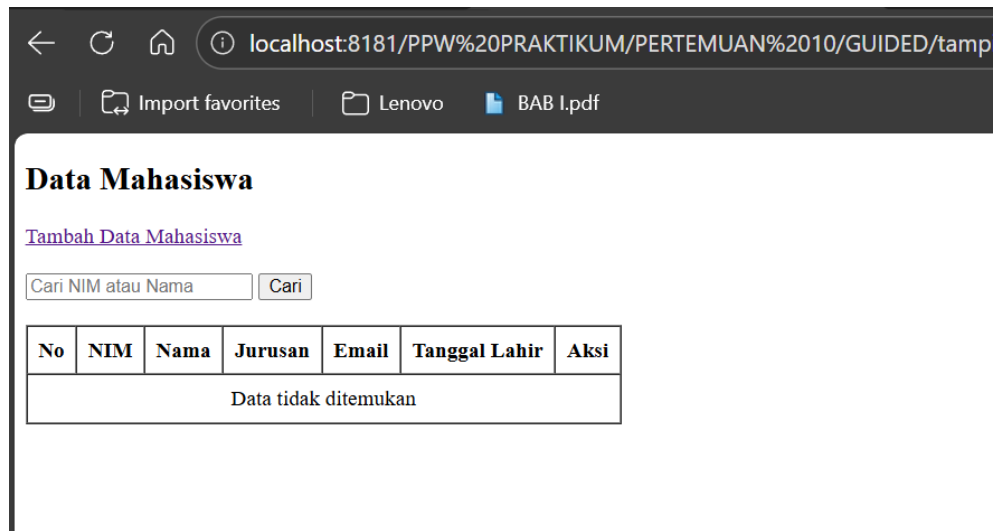 localhost:8181/PPW%20PRAKTIKUM/PERTEMUAN%2010/GUIDED/tamp
Import favorites Lenovo BAB I.pdf
Data Mahasiswa
Tambah Data Mahasiswa
Cari NIM atau Nama Cari
No NIM Nama Jurusan Email Tanggal Lahir Aksi
Data tidak ditemukan